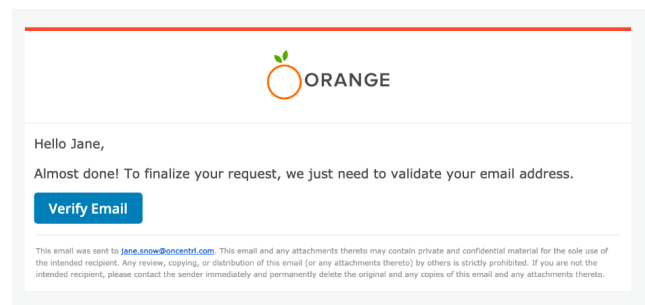 ORANGE
Hello Jane,
Almost done! To finalize your request, we just need to validate your email address.
Verify Email
This email was sent to jane.snow@oncentrl.com. This email and any attachments thereto may contain private and confidential material for the sole use of
the intended recipient. Any review, copying, or distribution of this email (or any attachments thereto) by others is strictly prohibited. If you are not the
intended recipient, please contact the sender immediately and permanently delete the original and any copies of this email and any attachments thereto.